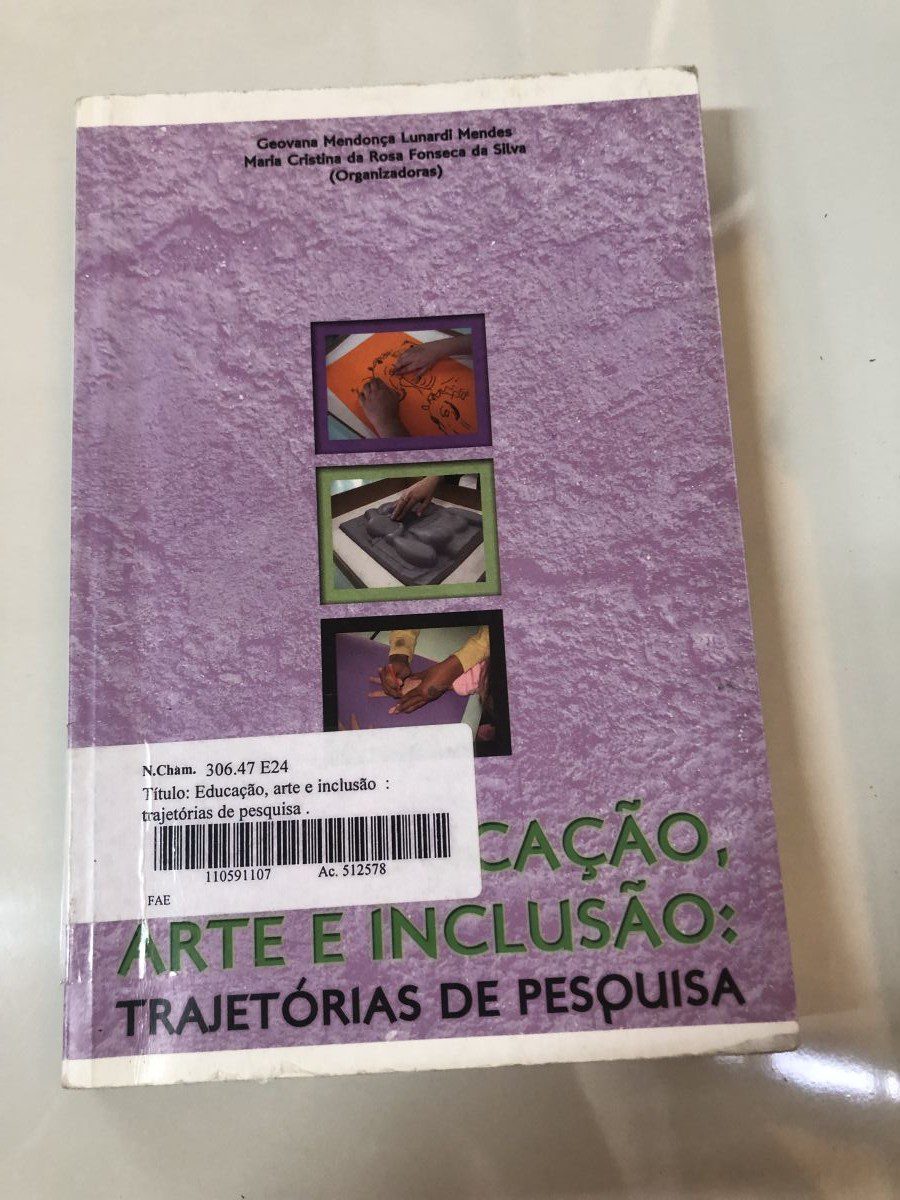 Geovana Mendonça Lunardi Mendes
Maria Cristina da Rosa Fonseca da Silva
(Organizadoras)
N.Cham. 306.47 E24
Título: Educação, arte e inclusão :
trajetórias de pesquisa .
110591107 Ac. 512578
FAE
CAÇÃO,
ARTE E INCLUSÃO:
TRAJETÓRIAS DE PESQUISA